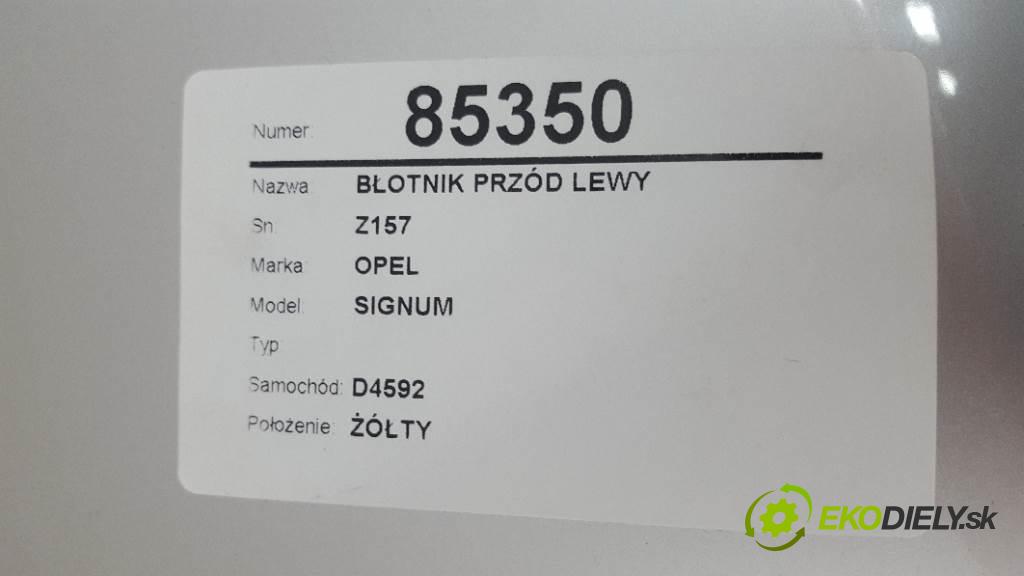 Numer: 85350
Nazwa: BŁOTNIK PRZÓD LEWY
Sn: Z157
Marka: OPEL
Model: SIGNUM
Typ
Samochód: D4592
Położenie: ŻÓŁTY
EKODIELY.sk